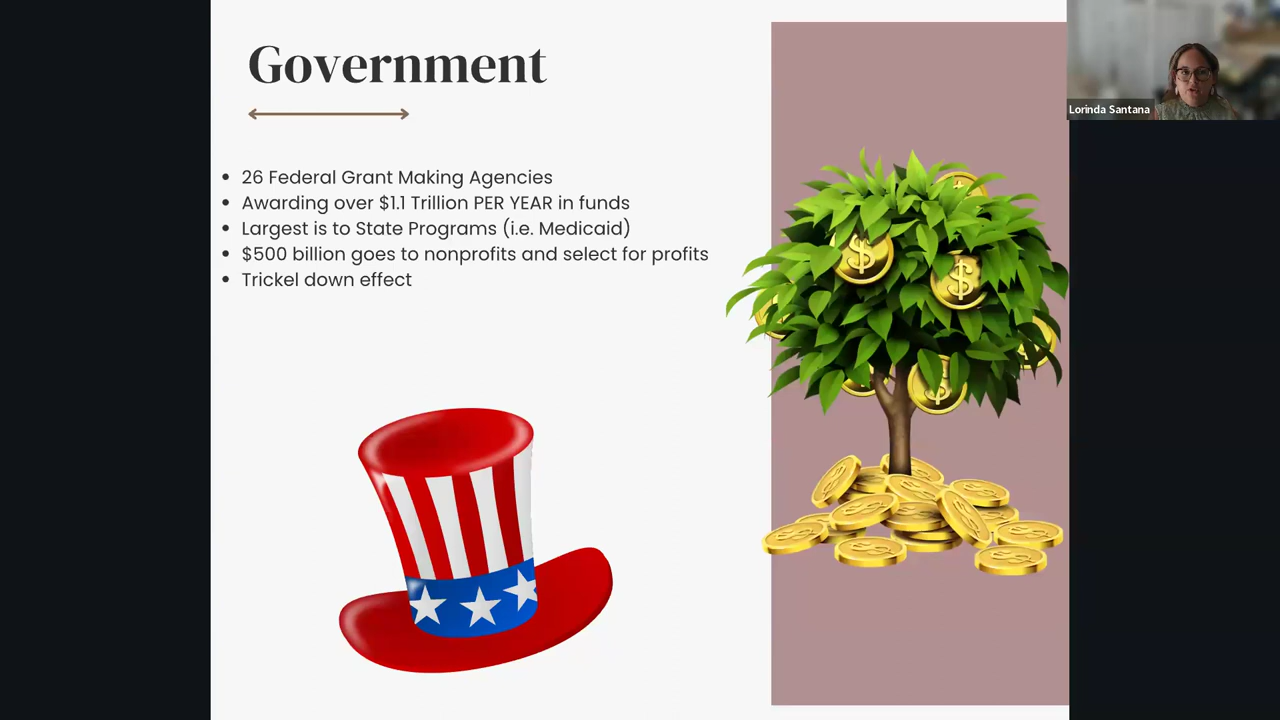 Government
26 Federal Grant Making Agencies
Awarding over $1.1 Trillion PER YEAR in funds
Largest is to State Programs (i.e. Medicaid)
$500 billion goes to nonprofits and select for profits
Trickel down effect
Lorinda Santana